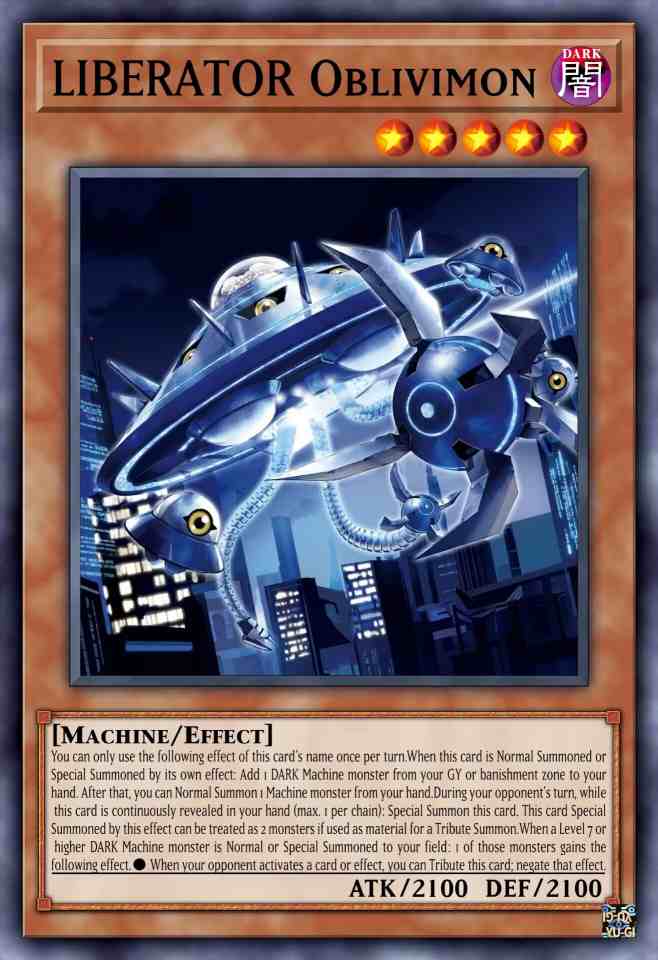 LIBERATOR OBLIVIMON
DARK
闇
[MACHINE/EFFECT]
You can only use the following effect of this card's name once per turn.When this card is Normal Summoned or
Special Summoned by its own effect: Add 1 DARK Machine monster from your GY or banishment zone to your
hand. After that, you can Normal Summon 1 Machine monster from your hand.During your opponent's turn, while
this card is continuously revealed in your hand (max. 1 per chain): Special Summon this card. This card Special
Summoned by this effect can be treated as 2 monsters if used as material for a Tribute Summon.When a Level 7 or
higher DARK Machine monster is Normal or Special Summoned to your field: 1 of those monsters gains the
following effect. ● When your opponent activates a card or effect, you can Tribute this card; negate that effect.
ATK/2100 DEF/2100
YU-GI